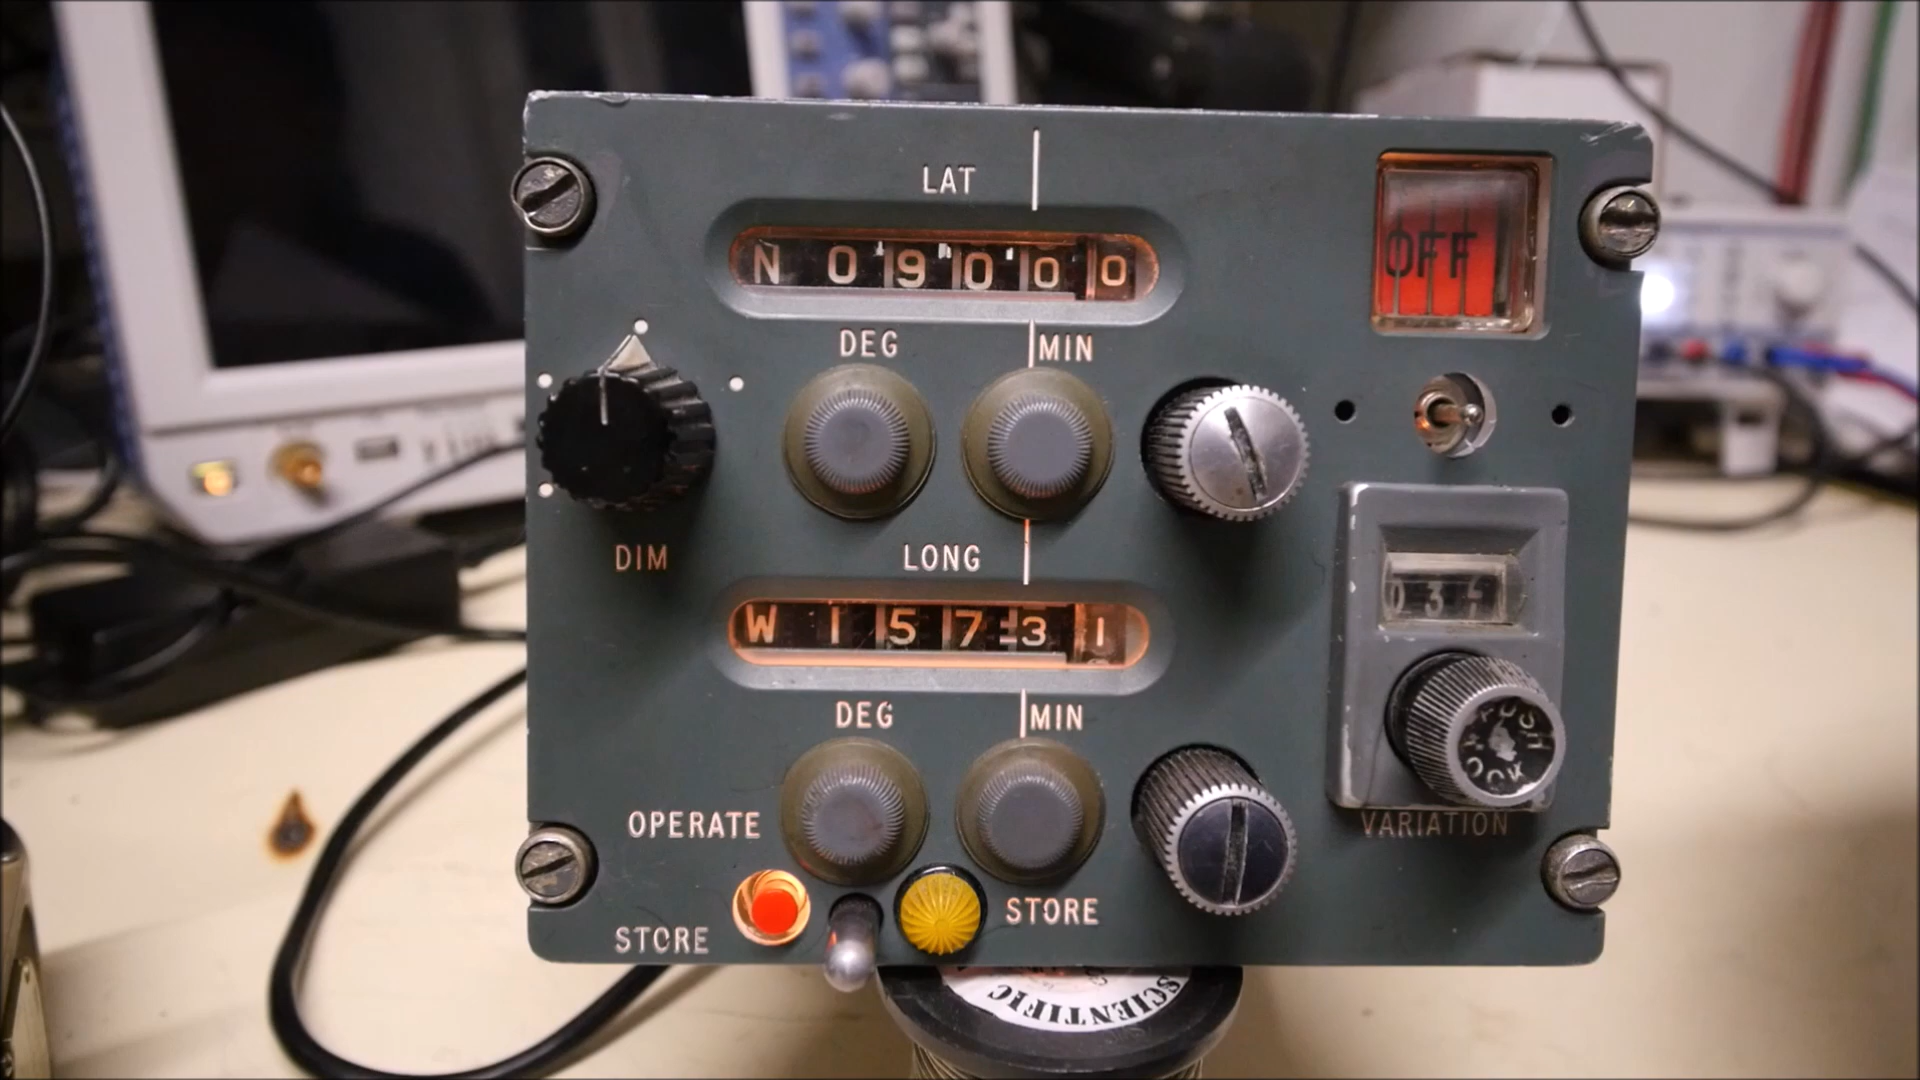 LAT
N 0 9 0 0 0
OFF
DEG MIN
DIM
LONG
W 1 5 7 3 1
0 3
DEG MIN
OPERATE
VARIATION
STORE
STORE
SCIENTIFIC